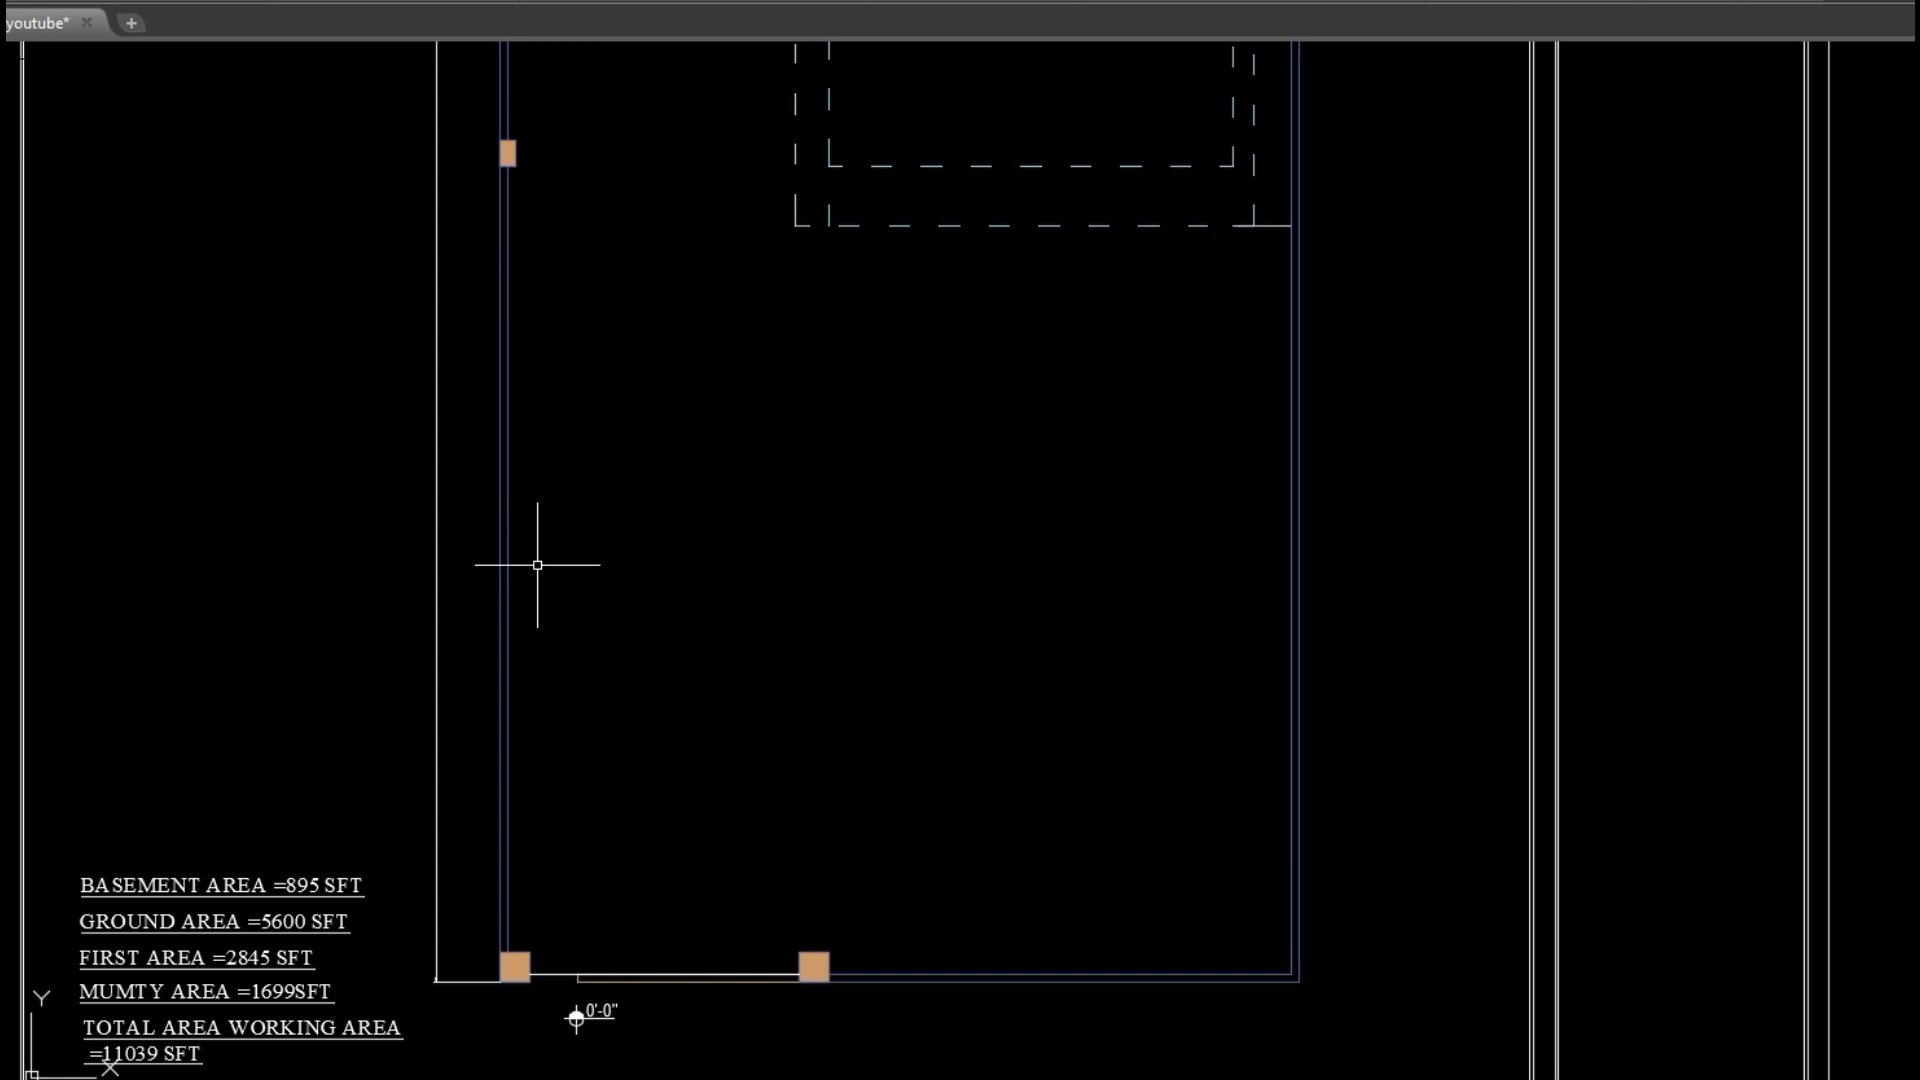 youtube*
BASEMENT AREA =895 SFT
GROUND AREA =5600 SFT
FIRST AREA =2845 SFT
MUMTY AREA =1699SFT
TOTAL AREA WORKING AREA
=11039 SFT
0'-0"
Y
X